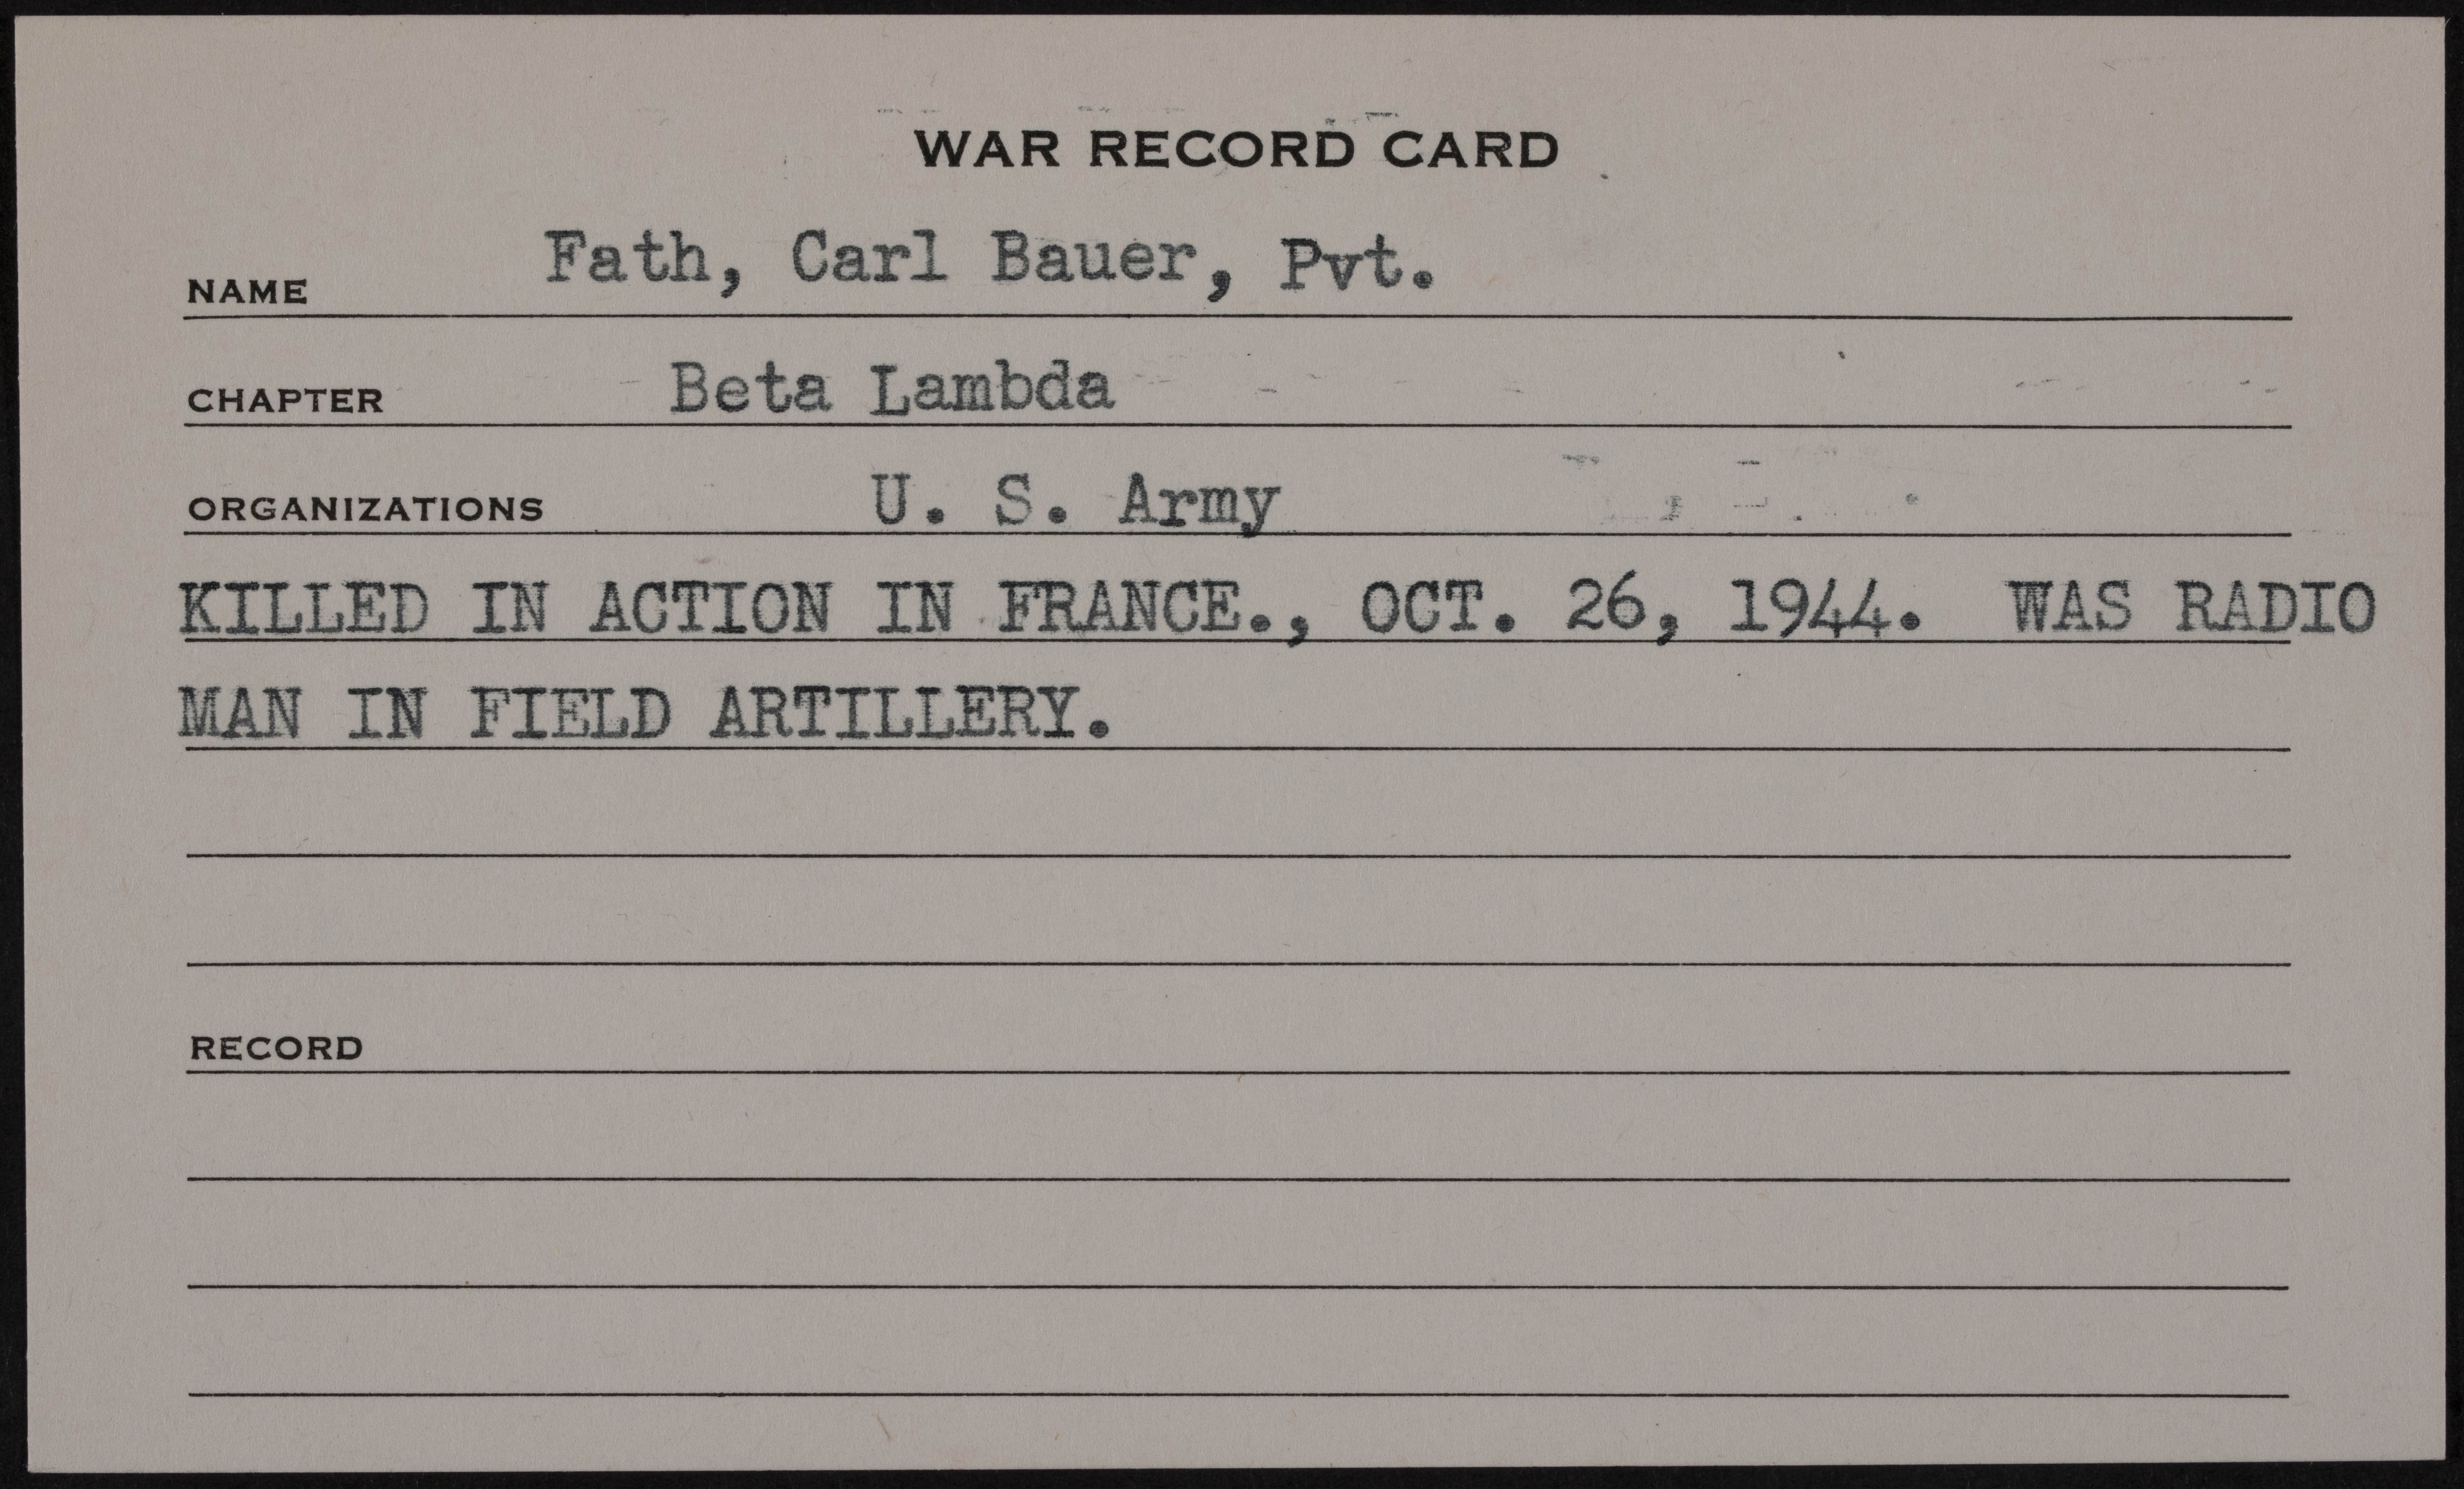 WAR RECORD CARD
NAME Fath, Carl Bauer, Pvt.
CHAPTER Beta Lambda
ORGANIZATIONS U. S. Army
KILLED IN ACTION IN FRANCE., OCT. 26, 1944. WAS RADIO
MAN IN FIELD ARTILLERY.
RECORD